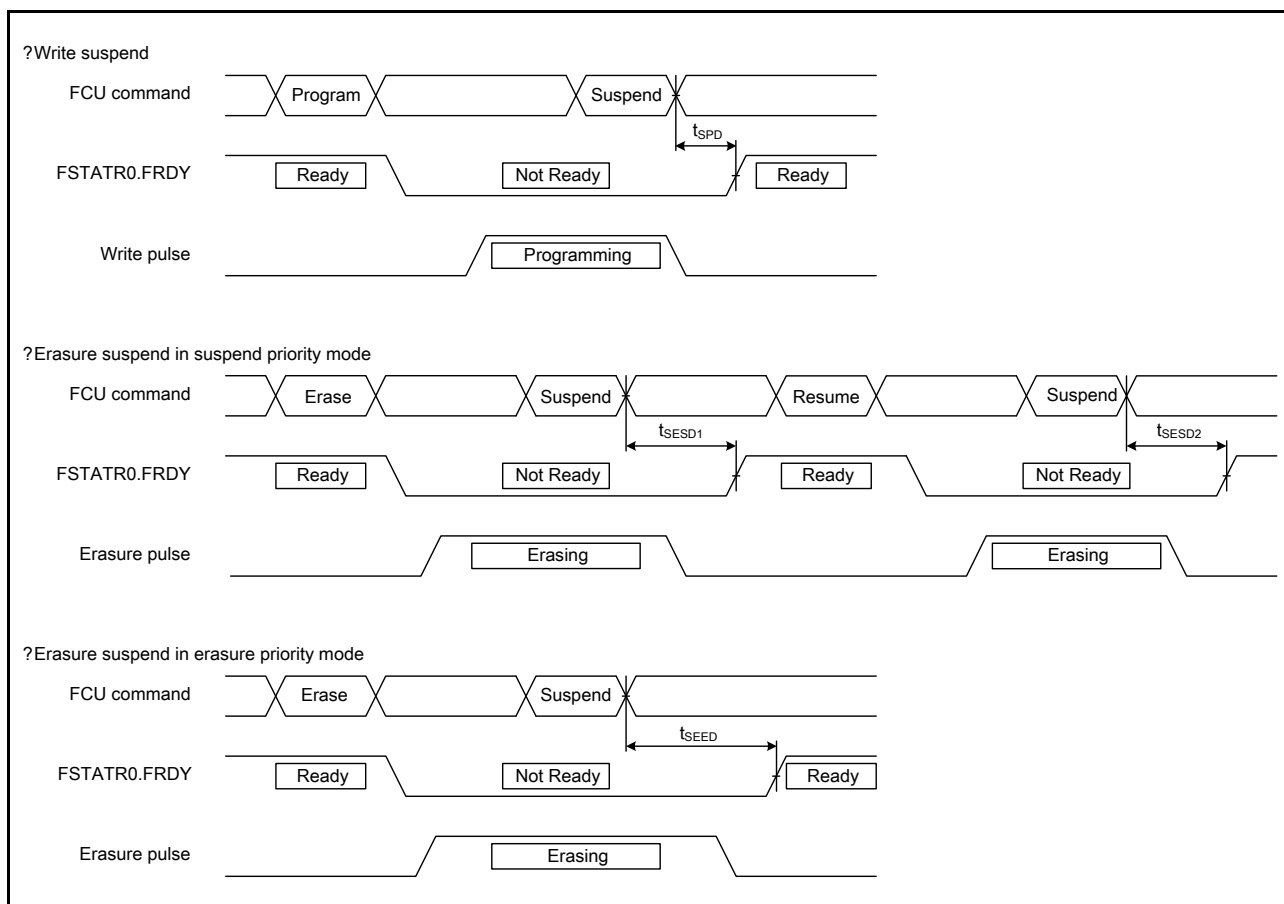 ?Write suspend
FCU command Program Suspend
tSPD
FSTATR0.FRDY Ready Not Ready Ready
Write pulse Programming
?Erasure suspend in suspend priority mode
FCU command Erase Suspend Resume Suspend
tSESD1 tSESD2
FSTATR0.FRDY Ready Not Ready Ready Not Ready
Erasure pulse Erasing Erasing
?Erasure suspend in erasure priority mode
FCU command Erase Suspend
tSEED
FSTATR0.FRDY Ready Not Ready Ready
Erasure pulse Erasing